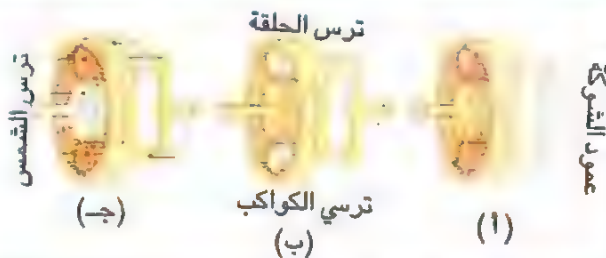 ترس الحلقة
عمود الشوكة
ترس الشمس
ترسي الكواكب
(أ)
(ب)
(جـ)